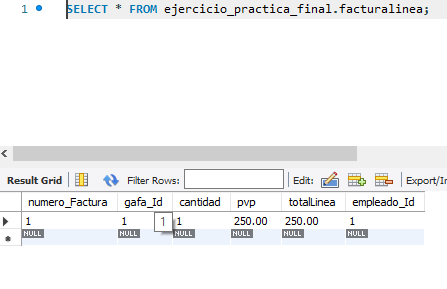 1 SELECT * FROM ejercicio_practica_final.facturalinea;
Result Grid Filter Rows: Edit: Export/In
numero_Factura gafa_Id cantidad pvp totalLinea empleado_Id
1 1 1 1 250.00 250.00 1
NULL NULL NULL NULL NULL NULL